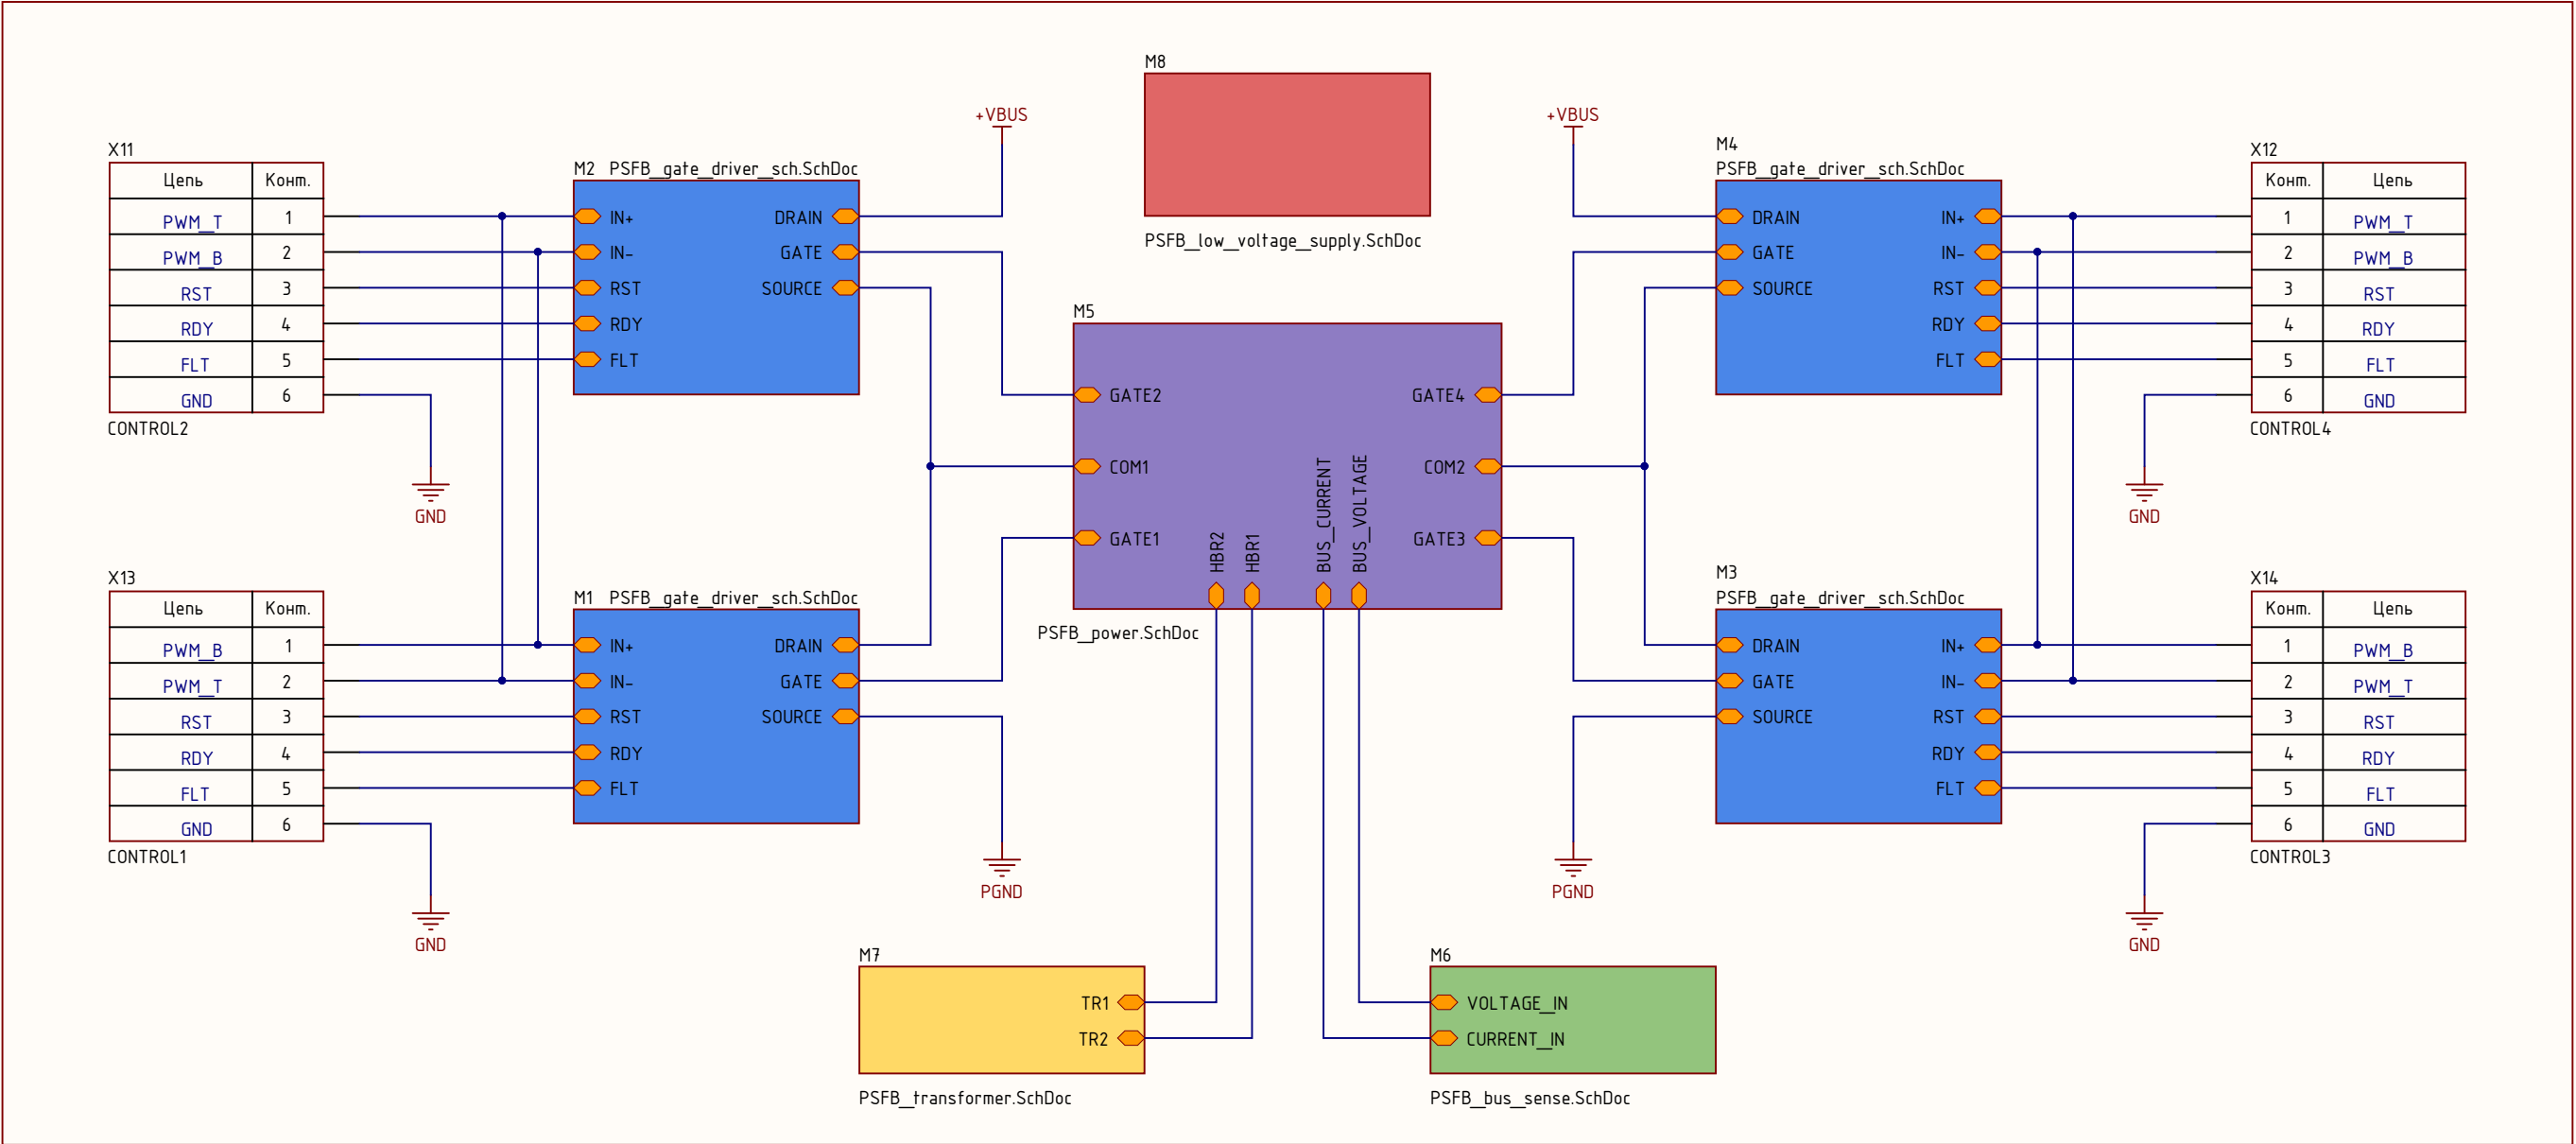 M8
PSFB_low_voltage_supply.SchDoc
+VBUS
+VBUS
X11
Цепь Конт.
PWM_T 1
PWM_B 2
RST 3
RDY 4
FLT 5
GND 6
CONTROL2
GND
M2 PSFB_gate_driver_sch.SchDoc
IN+ DRAIN
IN- GATE
RST SOURCE
RDY
FLT
M4
PSFB_gate_driver_sch.SchDoc
DRAIN IN+
GATE IN-
SOURCE RST
RDY
FLT
X12
Конт. Цепь
1 PWM_T
2 PWM_B
3 RST
4 RDY
5 FLT
6 GND
CONTROL4
GND
M5
GATE2 GATE4
COM1 COM2
GATE1 GATE3
HBR2
HBR1
BUS_CURRENT
BUS_VOLTAGE
PSFB_power.SchDoc
X13
Цепь Конт.
PWM_B 1
PWM_T 2
RST 3
RDY 4
FLT 5
GND 6
CONTROL1
GND
M1 PSFB_gate_driver_sch.SchDoc
IN+ DRAIN
IN- GATE
RST SOURCE
RDY
FLT
PGND
M3
PSFB_gate_driver_sch.SchDoc
DRAIN IN+
GATE IN-
SOURCE RST
RDY
FLT
PGND
X14
Конт. Цепь
1 PWM_B
2 PWM_T
3 RST
4 RDY
5 FLT
6 GND
CONTROL3
GND
M7
TR1
TR2
PSFB_transformer.SchDoc
M6
VOLTAGE_IN
CURRENT_IN
PSFB_bus_sense.SchDoc